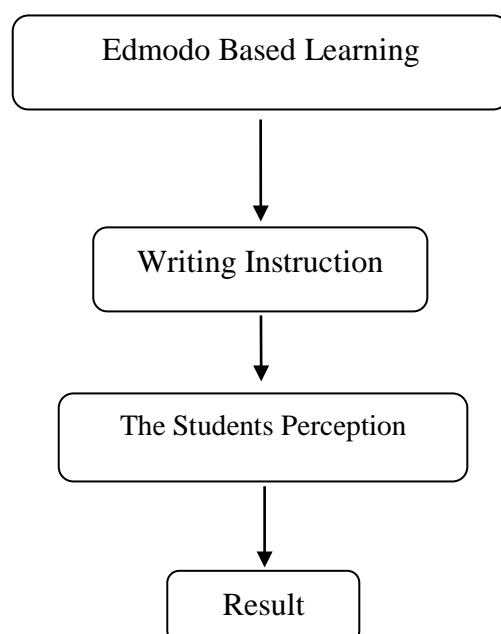 Edmodo Based Learning
Writing Instruction
The Students Perception
Result